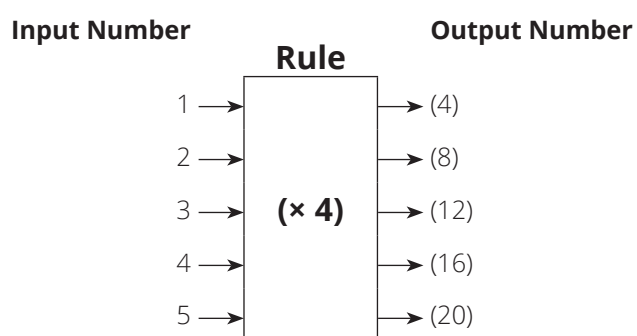 Input Number Output Number
Rule
1 (4)
2 (8)
3 (× 4) (12)
4 (16)
5 (20)